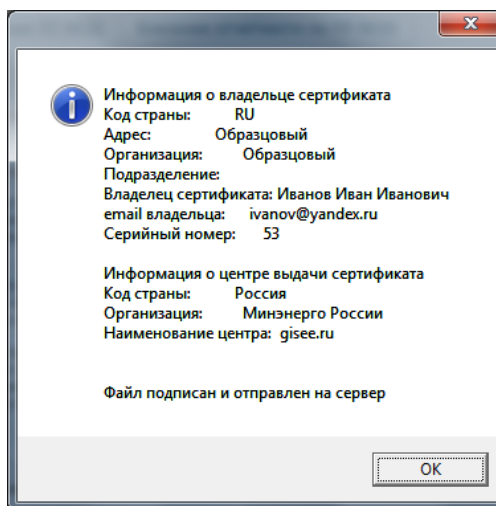 Информация о владельце сертификата
Код страны: RU
Адрес: Образцовый
Организация: Образцовый
Подразделение:
Владелец сертификата: Иванов Иван Иванович
email владельца: ivanov@yandex.ru
Серийный номер: 53
Информация о центре выдачи сертификата
Код страны: Россия
Организация: Минэнерго России
Наименование центра: gisee.ru
Файл подписан и отправлен на сервер
OK